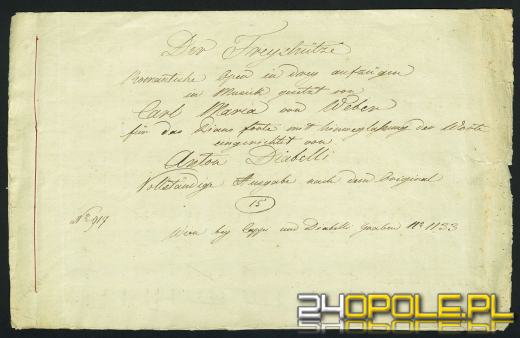 Der Freyshütze
Romantische Oper in drey aufzügen
in Musik gesetzt von
Carl Maria von Weber
für das Piano forte mit hinweglaßung der Worte
eingerichtet von
Anton Diabelli
Vollständige Ausgabe nach dem Original
15
No 917
Wien bey Cappi und Diabelli Graben No 1133
24OPOLE.PL